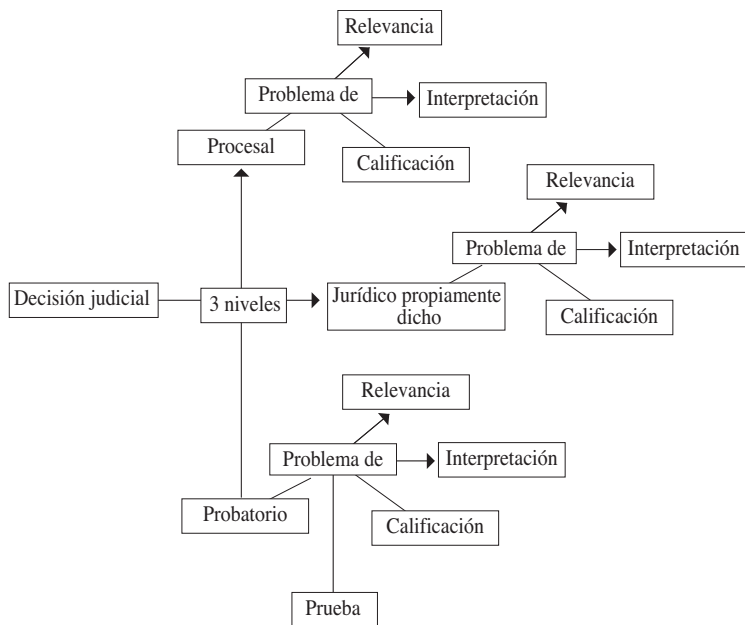 Relevancia
Problema de
Interpretación
Procesal
Calificación
Relevancia
Problema de
Interpretación
Decisión judicial
3 niveles
Jurídico propiamente
dicho
Calificación
Relevancia
Problema de
Interpretación
Probatorio
Calificación
Prueba